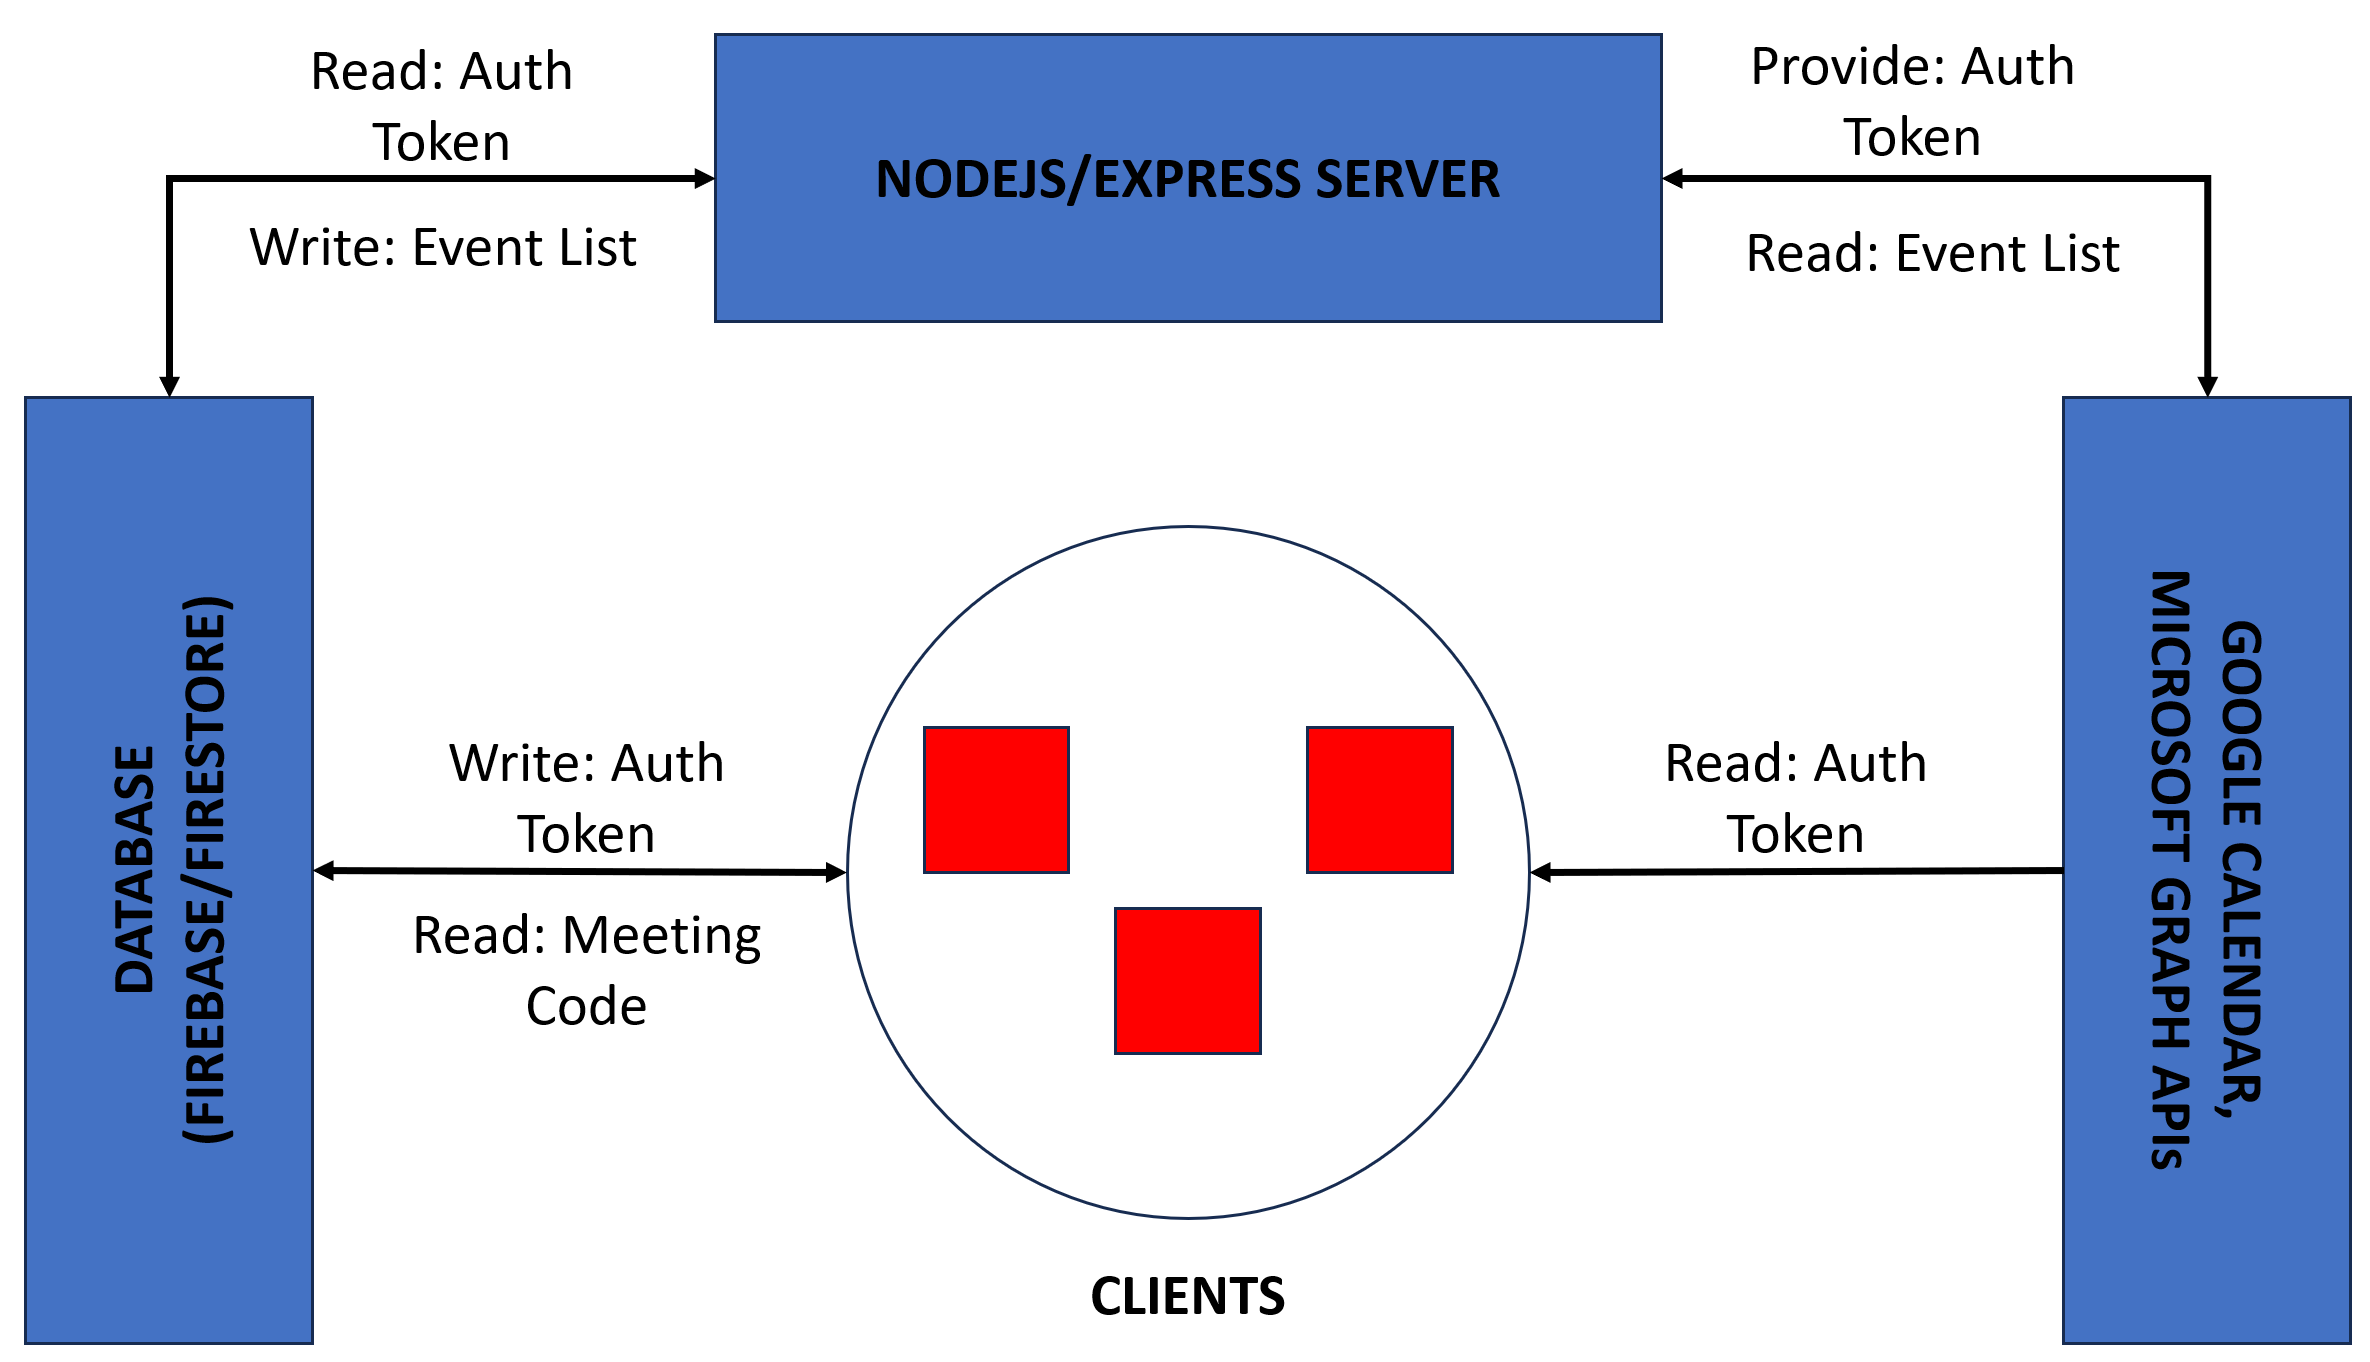 Read: Auth
Token
Write: Event List
NODEJS/EXPRESS SERVER
Provide: Auth
Token
Read: Event List
DATABASE
(FIREBASE/FIRESTORE)
Write: Auth
Token
Read: Meeting
Code
CLIENTS
Read: Auth
Token
GOOGLE CALENDAR,
MICROSOFT GRAPH APIs